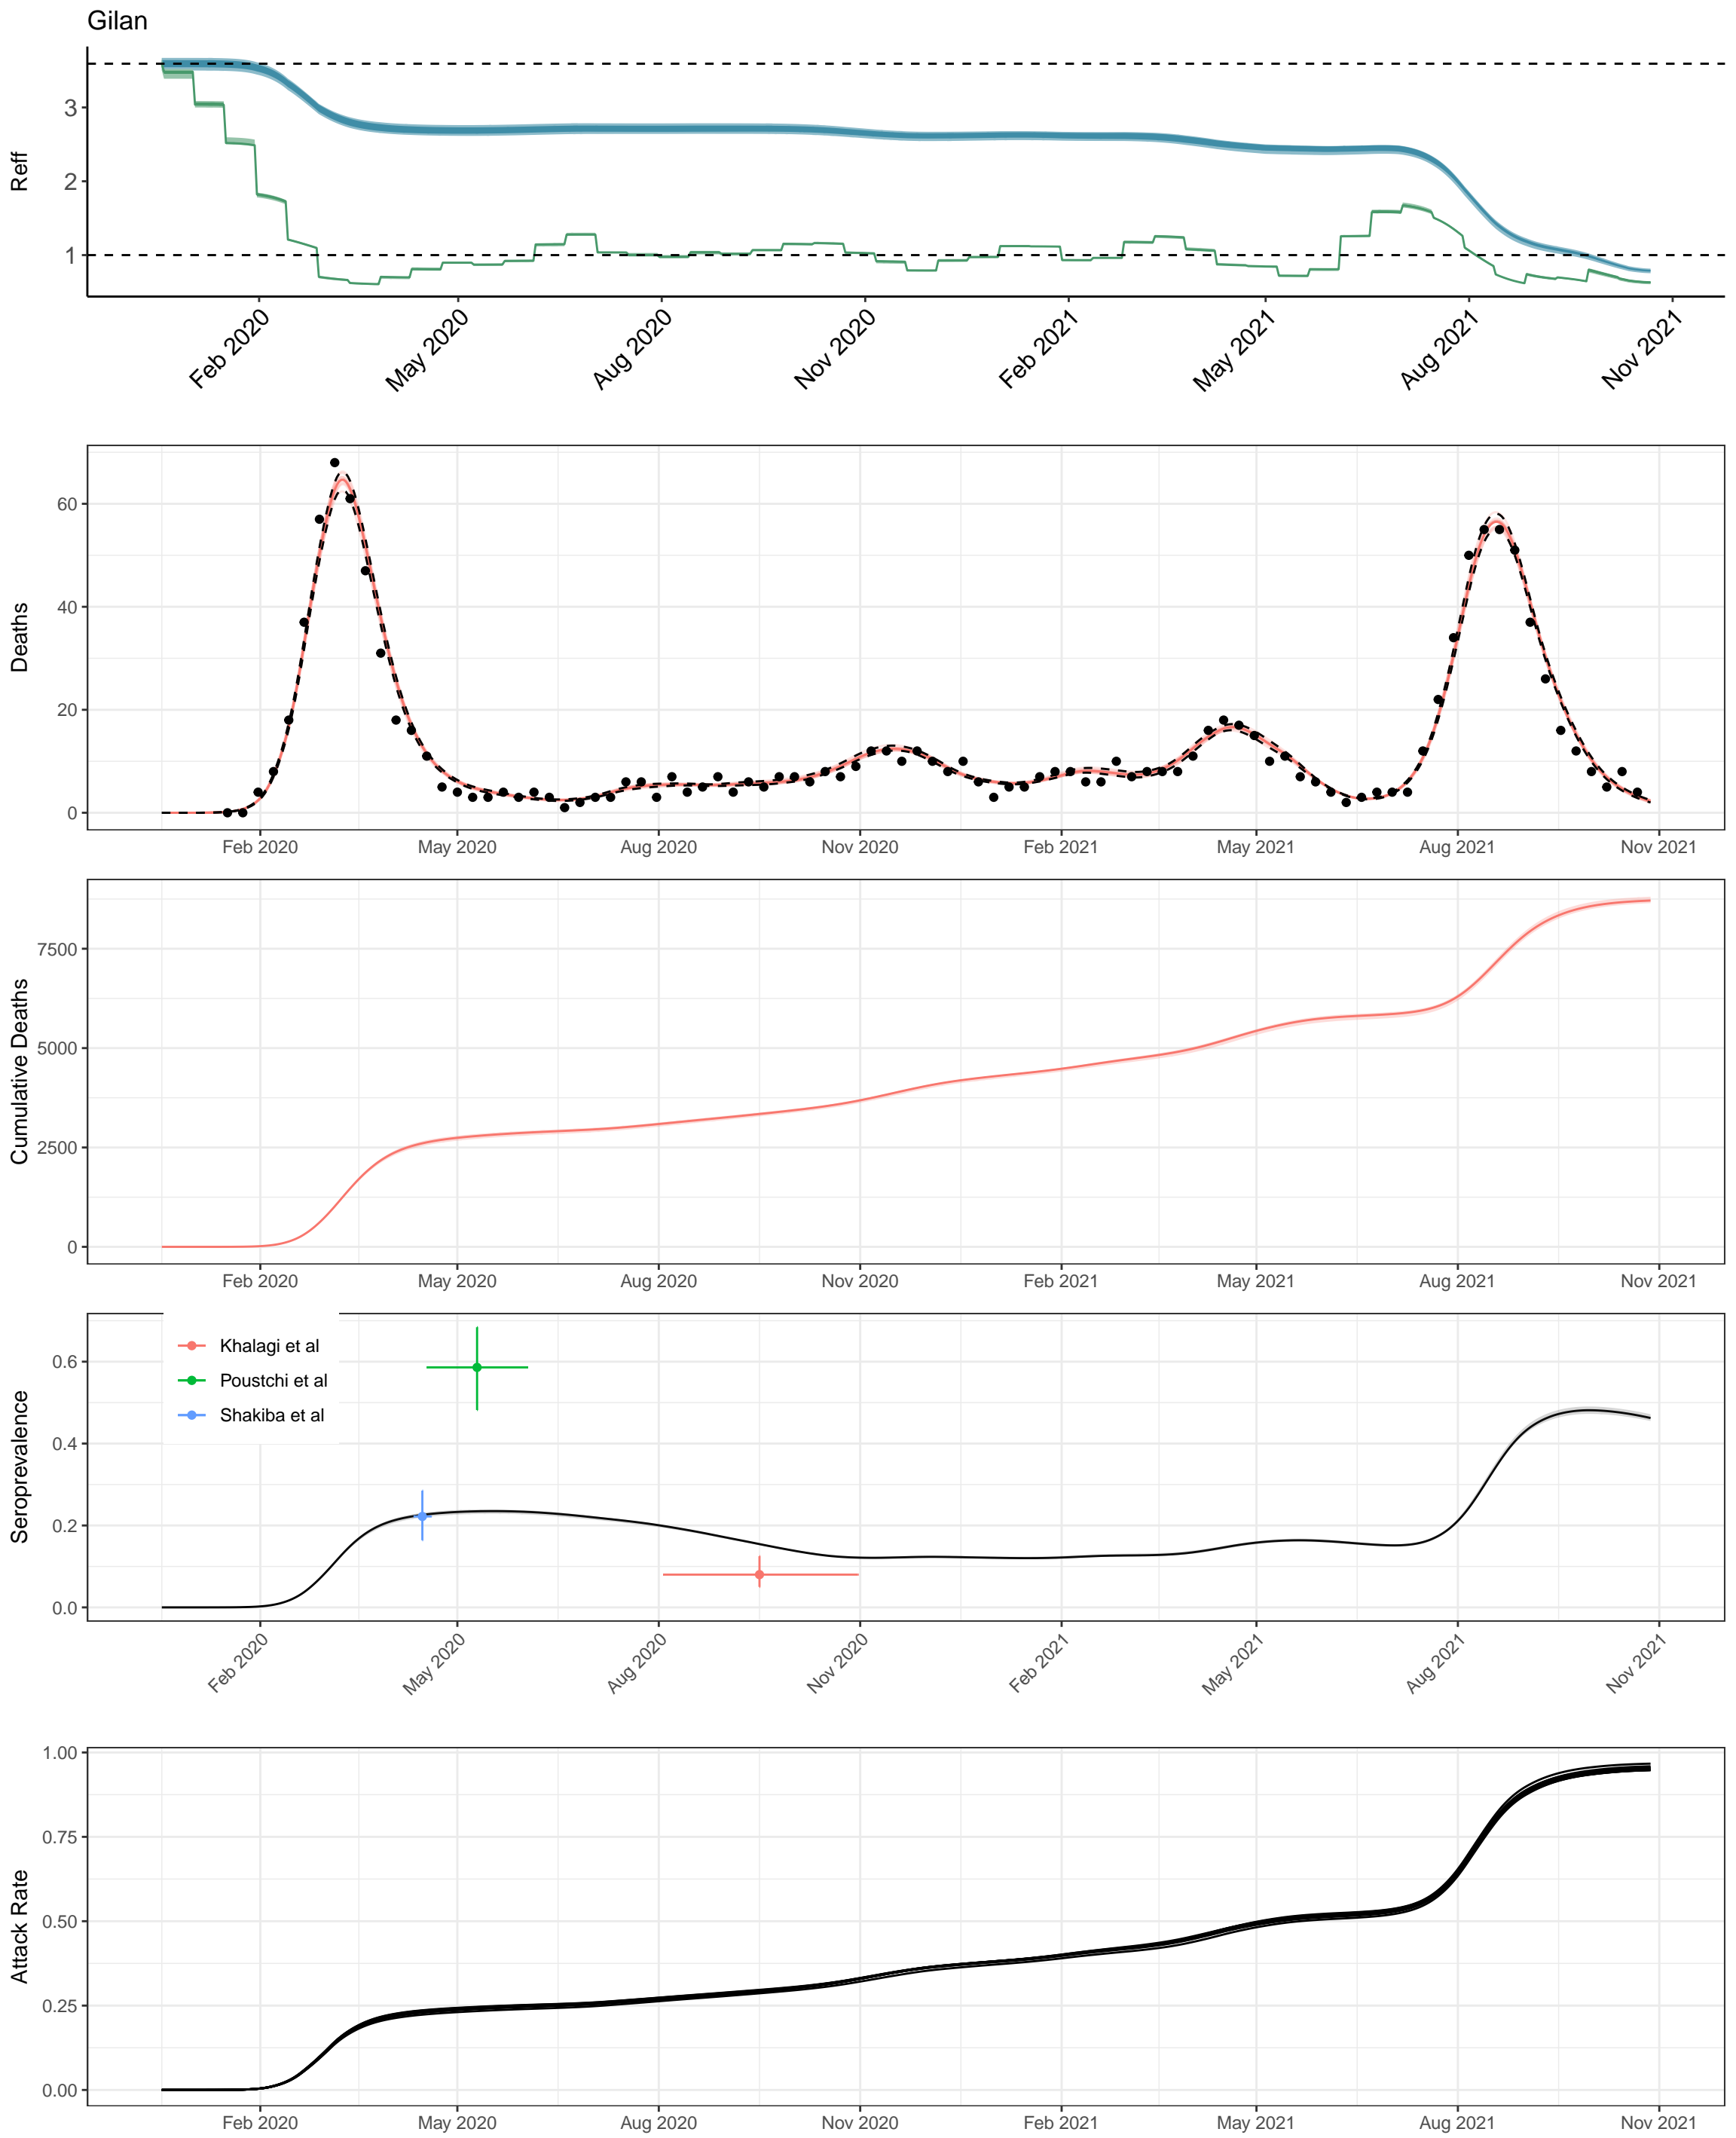 Gilan
Reff
3
2
1
Feb 2020
May 2020
Aug 2020
Nov 2020
Feb 2021
May 2021
Aug 2021
Nov 2021
Deaths
60
40
20
0
Feb 2020
May 2020
Aug 2020
Nov 2020
Feb 2021
May 2021
Aug 2021
Nov 2021
Cumulative Deaths
7500
5000
2500
0
Feb 2020
May 2020
Aug 2020
Nov 2020
Feb 2021
May 2021
Aug 2021
Nov 2021
Seroprevalence
0.6
0.4
0.2
0.0
Khalagi et al
Poustchi et al
Shakiba et al
Feb 2020
May 2020
Aug 2020
Nov 2020
Feb 2021
May 2021
Aug 2021
Nov 2021
Attack Rate
1.00
0.75
0.50
0.25
0.00
Feb 2020
May 2020
Aug 2020
Nov 2020
Feb 2021
May 2021
Aug 2021
Nov 2021